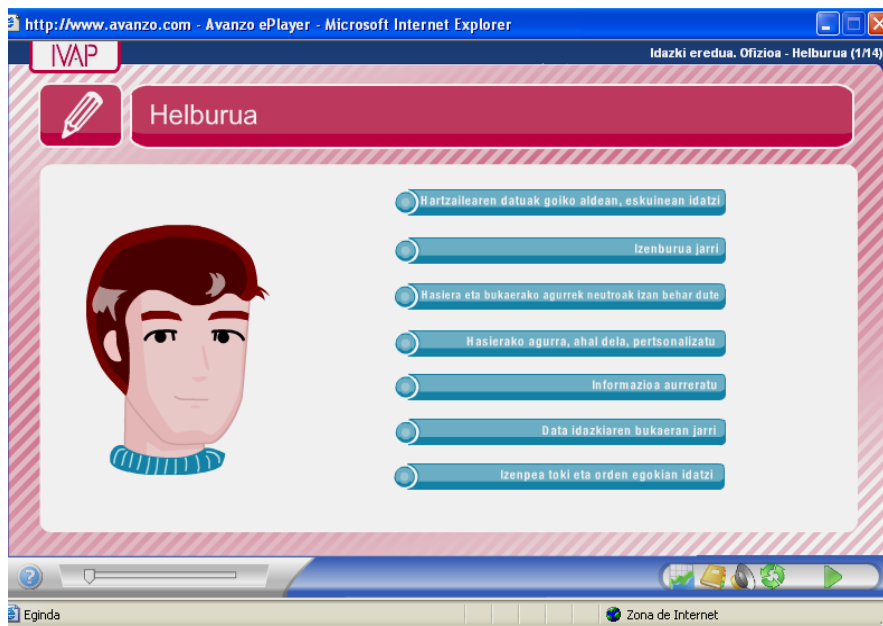 http://www.avanzo.com - Avanzo ePlayer - Microsoft Internet Explorer
IVAP
Idazki eredua. Ofizioa - Helburua (1/14)
Helburua
Hartzailearen datuak goiko aldean, eskuinean idatzi
Izenburua jarri
Hasiera eta bukaerako agurrek neutroak izan behar dute
Hasierako agurra, ahal dela, pertsonalizatu
Informazioa aurreratu
Data idazkiaren bukaeran jarri
Izenpea toki eta orden egokian idatzi
?
Eginda
Zona de Internet